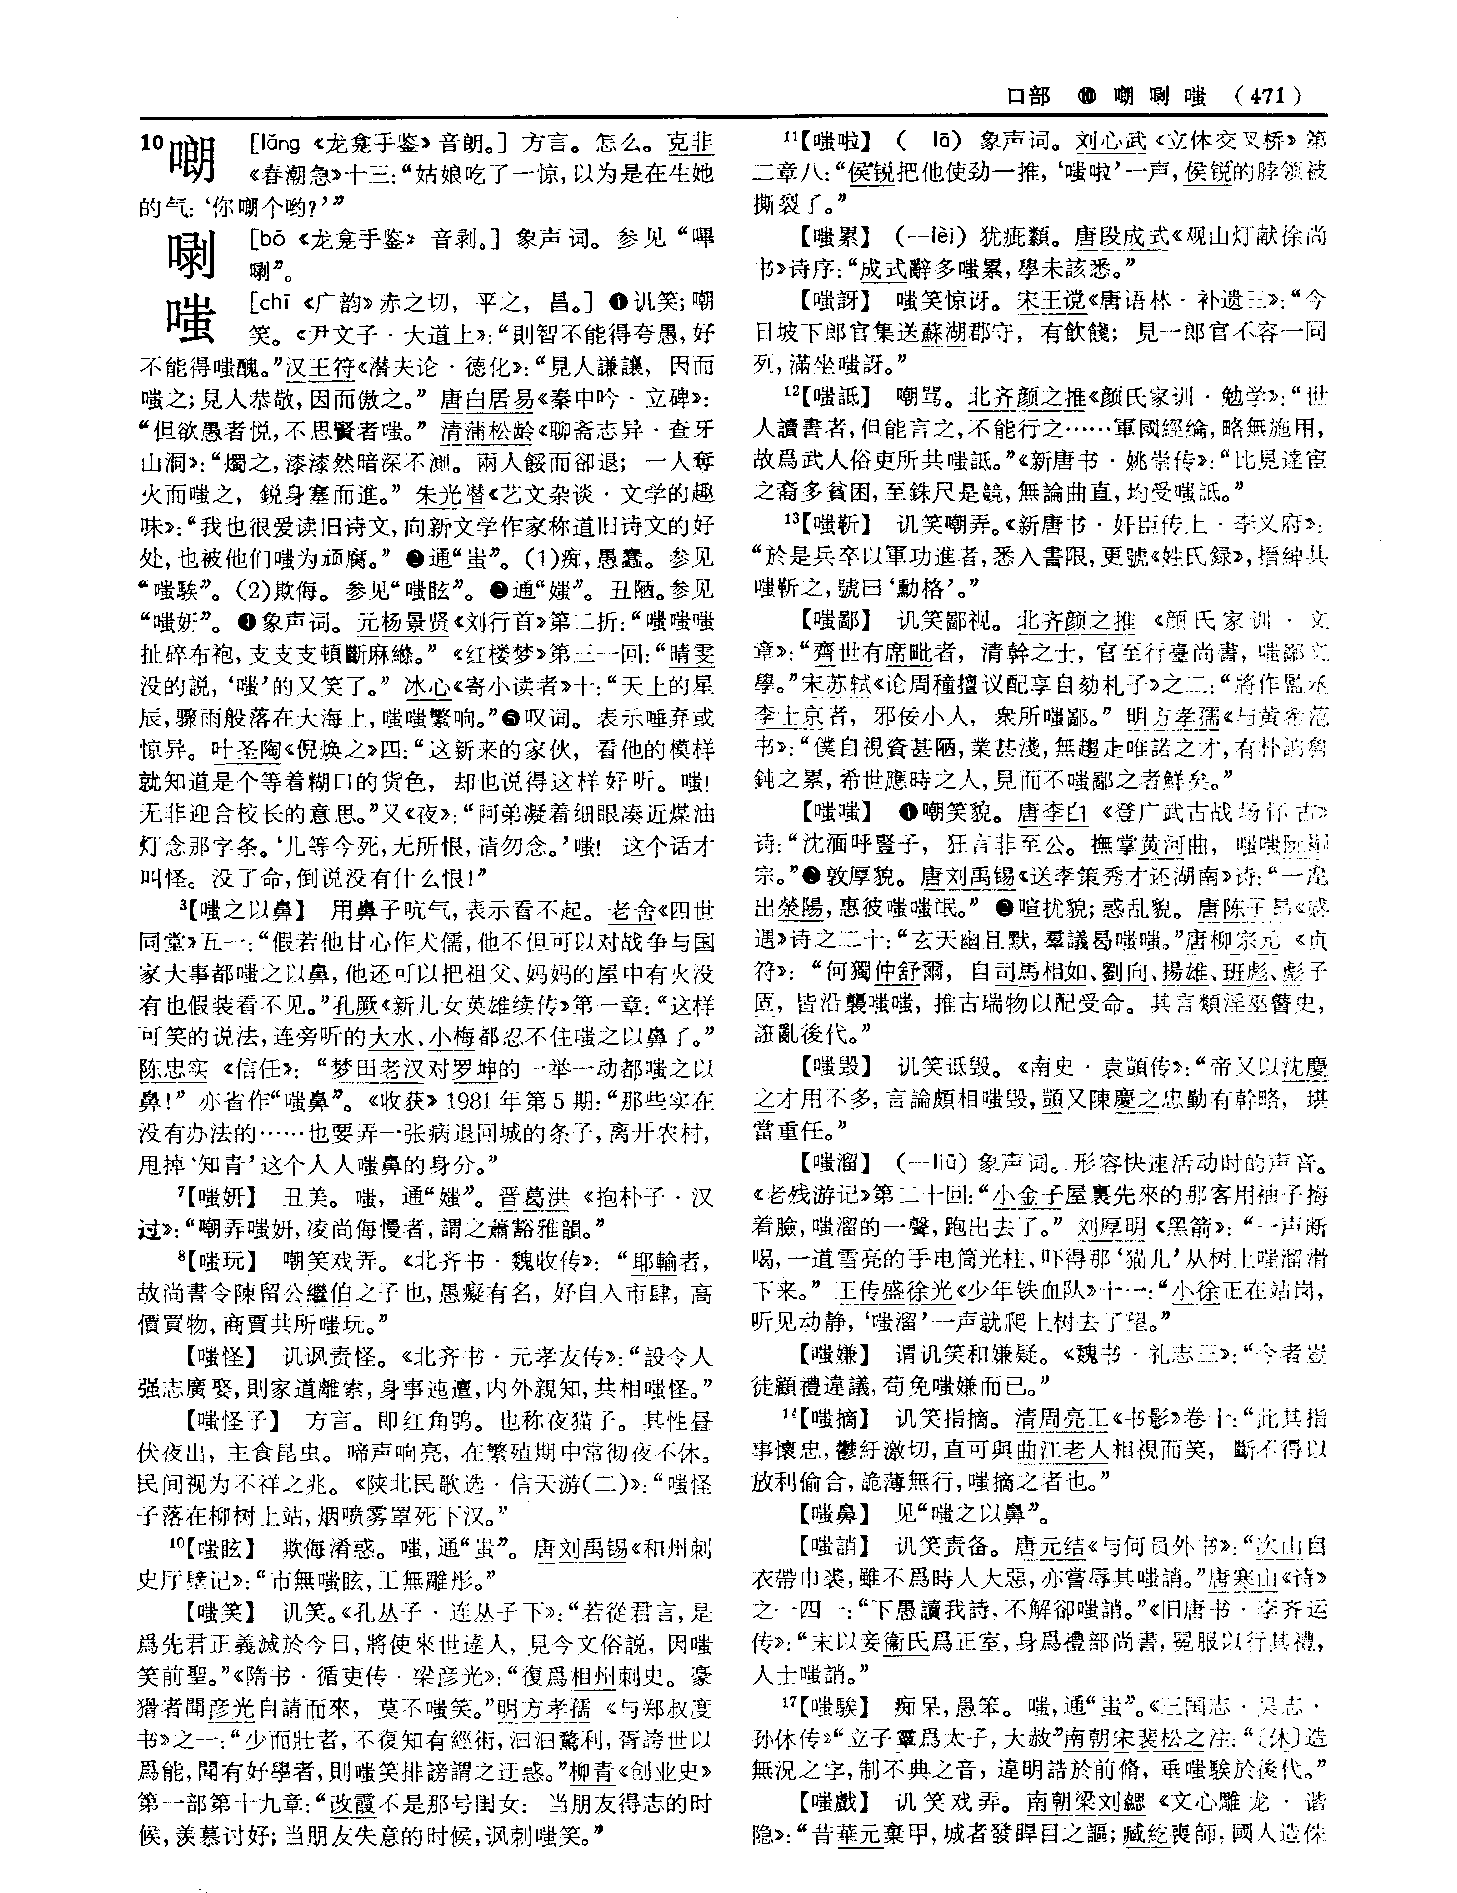 口部 ⑩ 嘲 唎 嗤 (471)
10 㗍 [lǎng 《龙龛手鉴》音朗。] 方言。怎么。克非
《春潮急》十三:“姑娘吃了一惊,以为是在生她
的气:‘你㗍个哟?’”
[bō 《龙龛手鉴》 音剥。] 象声词。参见“嗶
”。
嗤 [chī 《广韵》赤之切, 平之, 昌。] ❶讥笑;嘲
笑。《尹文子·大道上》:“則智不能得夸愚,好
不能得嗤醜。”汉王符《潜夫论·德化》:“見人謙讓, 因而
嗤之;見人恭敬,因而傲之。” 唐白居易《秦中吟·立碑》:
“但欲愚者悦,不思賢者嗤。” 清蒲松龄《聊斋志异·查牙
山洞》:“燭之,漆漆然暗深不測。兩人餒而卻退; 一人奪
火而嗤之, 鋭身塞而進。” 朱光潜《艺文杂谈·文学的趣
味》:“我也很爱读旧诗文,向新文学作家称道旧诗文的好
处,也被他们嗤为顽腐。” ❷通“蚩”。(1)痴,愚蠢。参见
“嗤騃”。(2)欺侮。参见“嗤眩”。❸通“媸”。丑陋。参见
“嗤妍”。❹象声词。元杨景贤《刘行首》第二折:“嗤嗤嗤
扯碎布袍,支支支頓斷麻縧。” 《红楼梦》第三一回:“晴雯
没的説,‘嗤’的又笑了。” 冰心《寄小读者》十:“天上的星
辰,骤雨般落在大海上,嗤嗤繁响。”❺叹词。表示唾弃或
惊异。叶圣陶《倪焕之》四:“这新来的家伙, 看他的模样
就知道是个等着糊口的货色, 却也说得这样好听。嗤!
无非迎合校长的意思。”又《夜》:“阿弟凝着细眼凑近煤油
灯念那字条。‘儿等今死,无所恨,请勿念。’嗤! 这个话才
叫怪。没了命,倒说没有什么恨!”
3【嗤之以鼻】 用鼻子吭气,表示看不起。老舍《四世
同堂》五一:“假若他甘心作犬儒,他不但可以对战争与国
家大事都嗤之以鼻,他还可以把祖父、妈妈的屋中有火没
有也假装看不见。”孔厥《新儿女英雄续传》第一章:“这样
可笑的说法,连旁听的大水、小梅都忍不住嗤之以鼻了。”
陈忠实 《信任》: “梦田老汉对罗坤的一举一动都嗤之以
鼻!” 亦省作“嗤鼻”。《收获》1981年第5期:“那些实在
没有办法的……也要弄一张病退回城的条子,离开农村,
甩掉‘知青’这个人人嗤鼻的身分。”
7【嗤妍】 丑美。嗤, 通“媸”。晋葛洪 《抱朴子·汉
过》:“嘲弄嗤妍,凌尚侮慢者,謂之蕭豁雅韻。”
8【嗤玩】 嘲笑戏弄。《北齐书·魏收传》: “耶輸者,
故尚書令陳留公繼伯之子也,愚癡有名, 好自入市肆, 高
價買物,商賈共所嗤玩。”
【嗤怪】 讥讽责怪。《北齐书·元孝友传》:“設令人
强志廣娶,則家道離索,身事迍邅,内外親知,共相嗤怪。”
【嗤怪子】 方言。即红角鸮。也称夜猫子。其性昼
伏夜出, 主食昆虫。啼声响亮, 在繁殖期中常彻夜不休。
民间视为不祥之兆。《陕北民歌选·信天游(二)》:“嗤怪
子落在柳树上站,烟喷雾罩死下汉。”
10【嗤眩】 欺侮淆惑。嗤,通“蚩”。唐刘禹锡《和州刺
史厅壁记》:“市無嗤眩,工無雕彤。”
【嗤笑】 讥笑。《孔丛子·连丛子下》:“若從君言,是
爲先君正義滅於今日,將使來世達人, 見今文俗説, 因嗤
笑前聖。”《隋书·循吏传·梁彦光》:“復爲相州刺史。豪
猾者聞彦光自請而來, 莫不嗤笑。”明方孝孺 《与郑叔度
书》之一:“少而壯者,不復知有經術,汩汩騖利,胥誇世以
爲能,聞有好學者,則嗤笑排謗謂之迂惑。”柳青《创业史》
第一部第十九章:“改霞不是那号闺女: 当朋友得志的时
候,羡慕讨好;当朋友失意的时候,讽刺嗤笑。”
11【嗤啦】 ( lā) 象声词。刘心武《立体交叉桥》第
二章八:“侯锐把他使劲一推,‘嗤啦’一声,侯锐的脖领被
撕裂了。”
【嗤累】 (—lèi) 犹疵纇。唐段成式《观山灯献徐尚
书》诗序:“成式辭多嗤累,學未該悉。”
【嗤訝】 嗤笑惊讶。宋王谠《唐语林·补遗三》:“今
日坡下郎官集送蘇湖郡守, 有飲餞; 見一郎官不容一同
列,滿坐嗤訝。”
12【嗤詆】 嘲骂。北齐颜之推《颜氏家训·勉学》:“世
人讀書者,但能言之,不能行之……軍國經綸,略無施用,
故爲武人俗吏所共嗤詆。”《新唐书·姚崇传》:“比見達宦
之裔多貧困,至銖尺是競,無論曲直,均受嗤詆。”
13【嗤靳】 讥笑嘲弄。《新唐书·奸臣传上·李义府》:
“於是兵卒以軍功進者,悉入書限,更號《姓氏録》,搢紳共
嗤靳之,號曰‘勳格’。”
【嗤鄙】 讥笑鄙视。北齐颜之推 《颜氏家训·文
章》:“齊世有席毗者, 清幹之士, 官至行臺尚書, 嗤鄙文
學。”宋苏轼《论周穜擅议配享自劾札子》之二:“將作監丞
李士京者, 邪佞小人, 衆所嗤鄙。” 明方孝孺《与黄希范
书》:“僕自視資甚陋,業甚淺,無趨走唯諾之才,有朴訥魯
鈍之累,希世應時之人,見而不嗤鄙之者鮮矣。”
【嗤嗤】 ❶嘲笑貌。唐李白 《登广武古战场怀古》
诗:“沈湎呼豎子, 狂言非至公。撫掌黄河曲, 嗤嗤阮嗣
宗。”❷敦厚貌。唐刘禹锡《送李策秀才还湖南》诗:“一麾
出滎陽,惠彼嗤嗤氓。” ❸喧扰貌;惑乱貌。唐陈子昂《感
遇》诗之二十:“玄天幽且默,羣議曷嗤嗤。”唐柳宗元 《贞
符》: “何獨仲舒爾, 自司馬相如、劉向、揚雄、班彪、彪子
固, 皆沿襲嗤嗤, 推古瑞物以配受命。其言類淫巫瞽史,
誑亂後代。”
【嗤毁】 讥笑诋毁。《南史·袁顗传》:“帝又以沈慶
之才用不多,言論頗相嗤毁,顗又陳慶之忠勤有幹略, 堪
當重任。”
【嗤溜】 (—liū) 象声词。形容快速活动时的声音。
《老残游记》第二十回:“小金子屋裏先來的那客用袖子掩
着臉,嗤溜的一聲,跑出去了。” 刘厚明《黑箭》: “一声断
喝,一道雪亮的手电筒光柱,吓得那‘猫儿’从树上嗤溜滑
下来。” 王传盛徐光《少年铁血队》十一:“小徐正在站岗,
听见动静,‘嗤溜’一声就爬上树去了望。”
【嗤嫌】 谓讥笑和嫌疑。《魏书·礼志三》:“今者豈
徒顧禮違議,苟免嗤嫌而已。”
14【嗤摘】 讥笑指摘。清周亮工《书影》卷十:“此其指
事懷忠,鬱紆激切,直可與曲江老人相視而笑, 斷不得以
放利偷合,詭薄無行,嗤摘之者也。”
【嗤鼻】 见“嗤之以鼻”。
【嗤誚】 讥笑责备。唐元结《与何员外书》:“次山自
衣帶巾裘,雖不爲時人大惡,亦嘗辱其嗤誚。”唐寒山《诗》
之一四一:“下愚讀我詩,不解卻嗤誚。”《旧唐书·李齐运
传》:“末以妾衞氏爲正室,身爲禮部尚書,冕服以行其禮,
人士嗤誚。”
17【嗤騃】 痴呆,愚笨。嗤,通“蚩”。《三国志·吴志·
孙休传》“立子𩅦爲太子,大赦”南朝宋裴松之注:“〔休〕造
無況之字,制不典之音, 違明誥於前脩, 垂嗤騃於後代。”
【嗤戲】 讥笑戏弄。南朝梁刘勰 《文心雕龙·谐
隐》:“昔華元棄甲,城者發睅目之謳;臧紇喪師,國人造侏